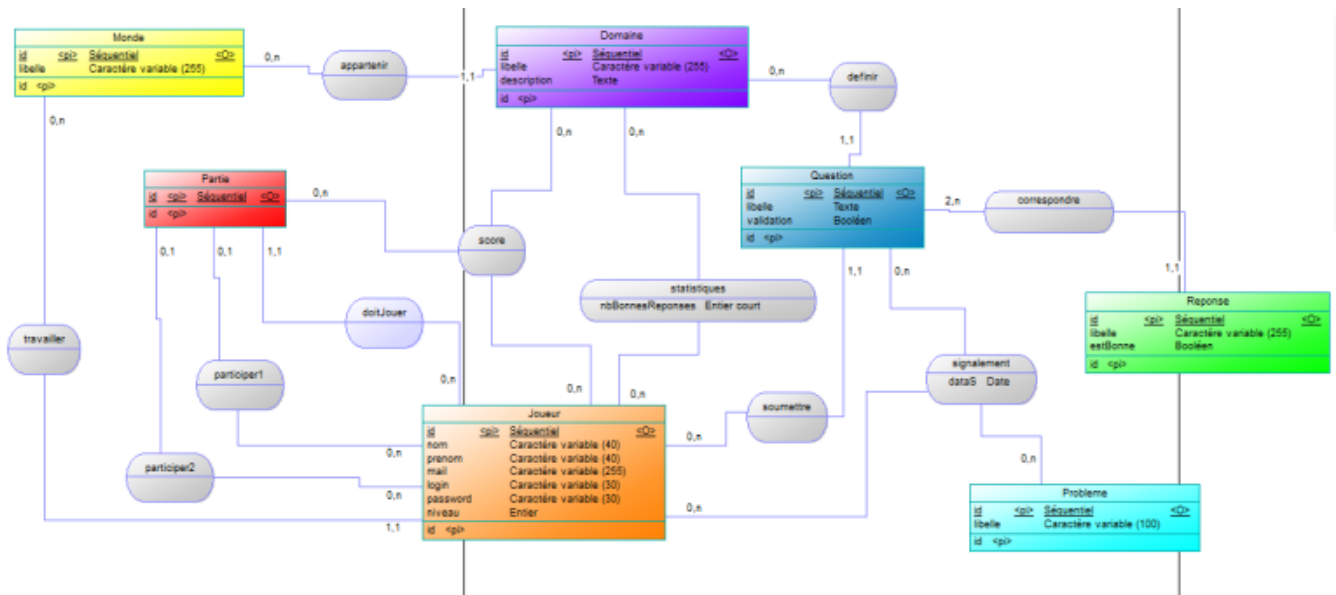 Monde
id <pi> Séquentiel <O>
libelle Caractère variable (255)
id <pi>
0,n
appartenir
1,1
0,n
Domaine
id <pi> Séquentiel <O>
libelle Caractère variable (255)
description Texte
id <pi>
0,n
definir
1,1
0,n
0,n
Partie
id <pi> Séquentiel <O>
id <pi>
0,n
0,1
0,1
1,1
score
Question
id <pi> Séquentiel <O>
libelle Texte
validation Booléen
id <pi>
2,n
correspondre
1,1
1,1
0,n
statistiques
nbBonnesReponses Entier court
Reponse
id <pi> Séquentiel <O>
libelle Caractère variable (255)
estBonne Booléen
id <pi>
doitJouer
travailler
participer1
signalement
dataS Date
0,n
0,n
0,n
soumettre
0,n
Joueur
id <pi> Séquentiel <O>
nom Caractère variable (40)
prenom Caractère variable (40)
mail Caractère variable (255)
login Caractère variable (30)
password Caractère variable (30)
niveau Entier
id <pi>
0,n
participer2
0,n
1,1
0,n
0,n
Probleme
id <pi> Séquentiel <O>
libelle Caractère variable (100)
id <pi>